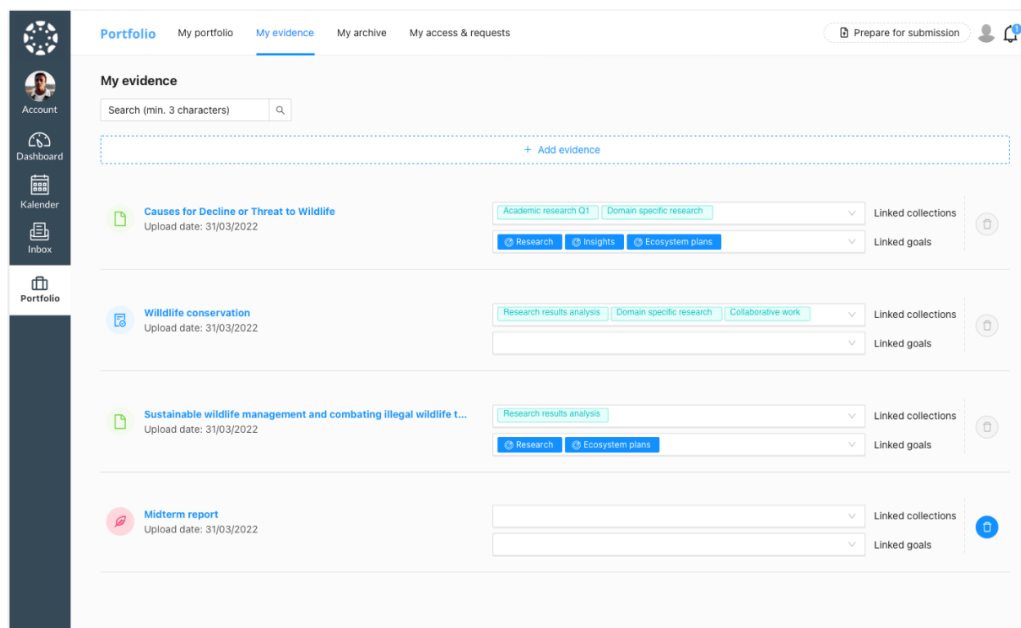 Portfolio
My portfolio
My evidence
My archive
My access & requests
Prepare for submission
1
Account
Dashboard
Kalender
Inbox
Portfolio
My evidence
Search (min. 3 characters)
+ Add evidence
Causes for Decline or Threat to Wildlife
Upload date: 31/03/2022
Academic research Q1
Domain specific research
Linked collections
Research
Insights
Ecosystem plans
Linked goals
Willdlife conservation
Upload date: 31/03/2022
Research results analysis
Domain specific research
Collaborative work
Linked collections
Linked goals
Sustainable wildlife management and combating illegal wildlife t...
Upload date: 31/03/2022
Research results analysis
Linked collections
Research
Ecosystem plans
Linked goals
Midterm report
Upload date: 31/03/2022
Linked collections
Linked goals